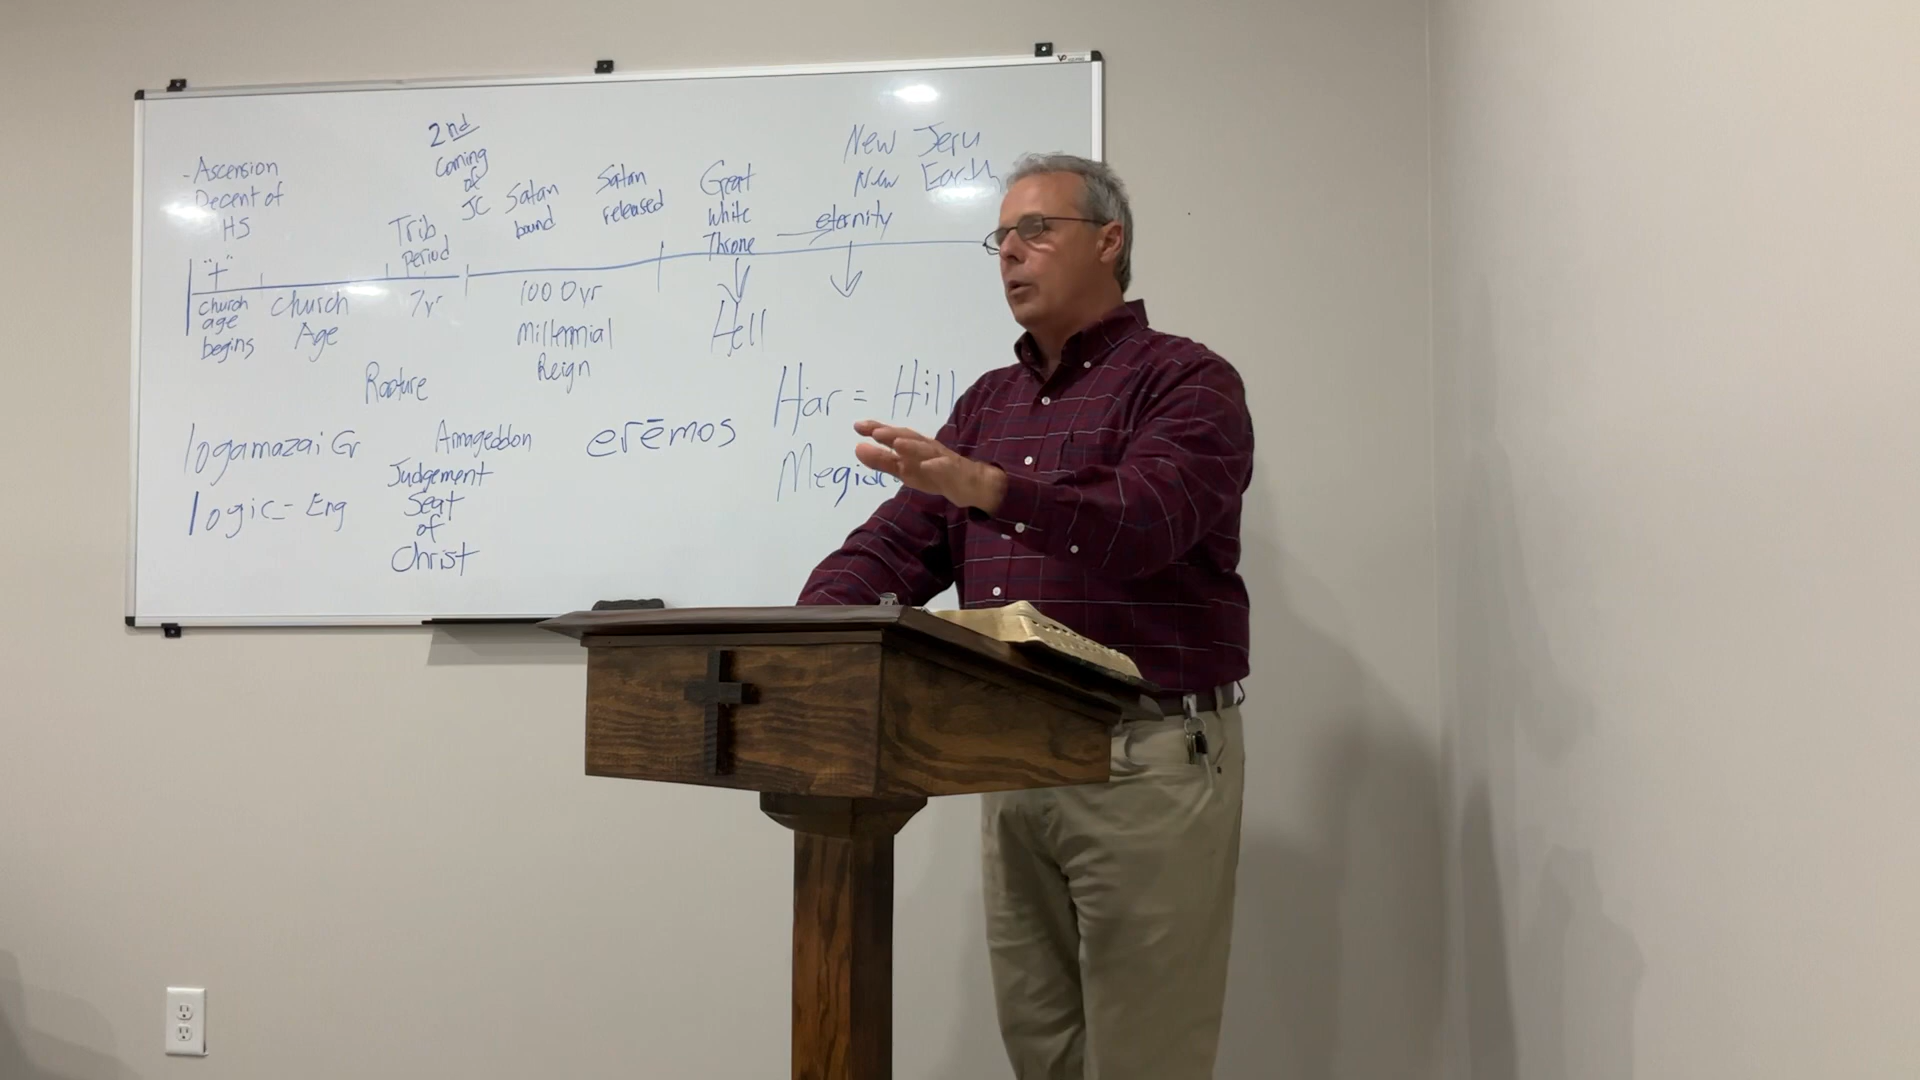 - Ascension
- Decent of
HS
"†"
church
age
begins
Church
Age
Trib
Period
7yr
2nd
Coming
of
JC
Satan
bound
Satan
released
1000yr
Millennial
Reign
Great
White
Throne
Hell
eternity
New Jeru
New Earth
Rapture
logamazai Gr
logic = Eng
Armageddon
Judgement
Seat
of
Christ
erēmos
Har = Hill